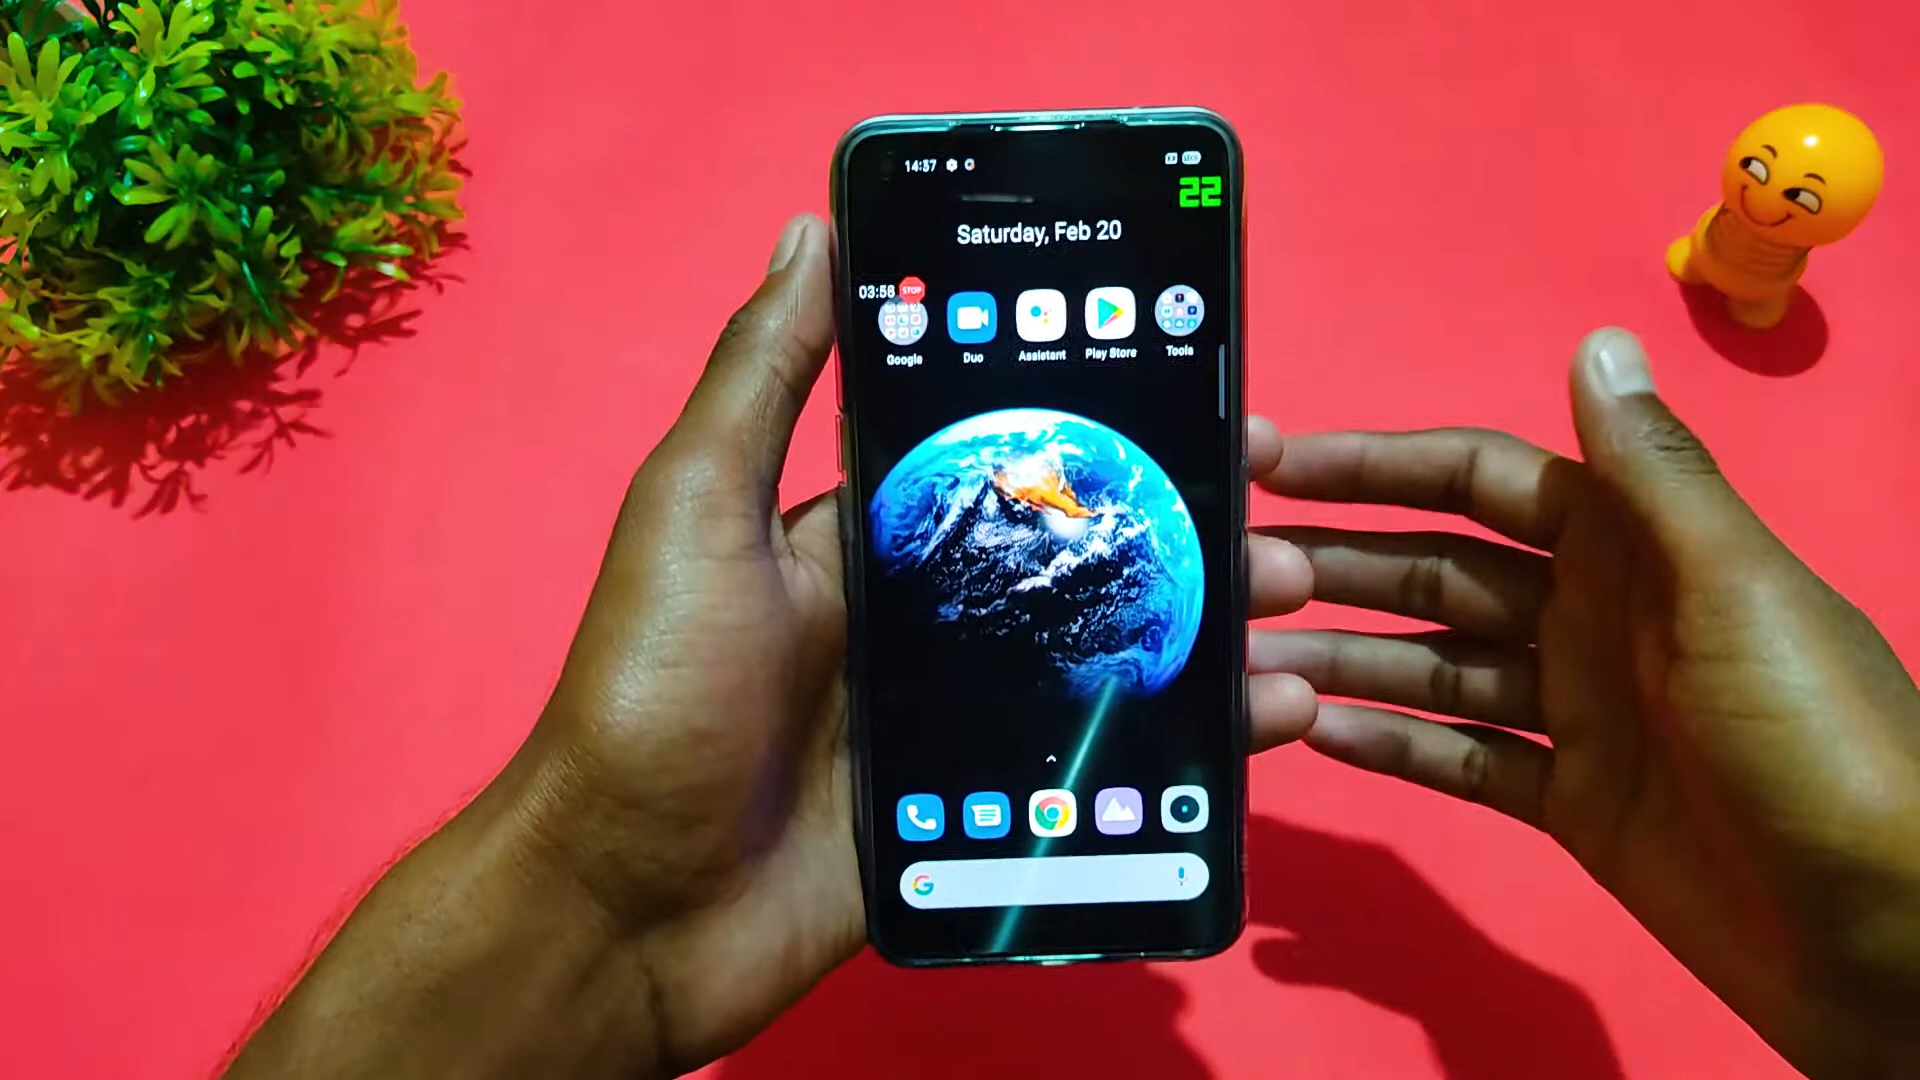 14:37
22
Saturday, Feb 20
03:58 STOP
Google Duo Assistant Play Store Tools
G